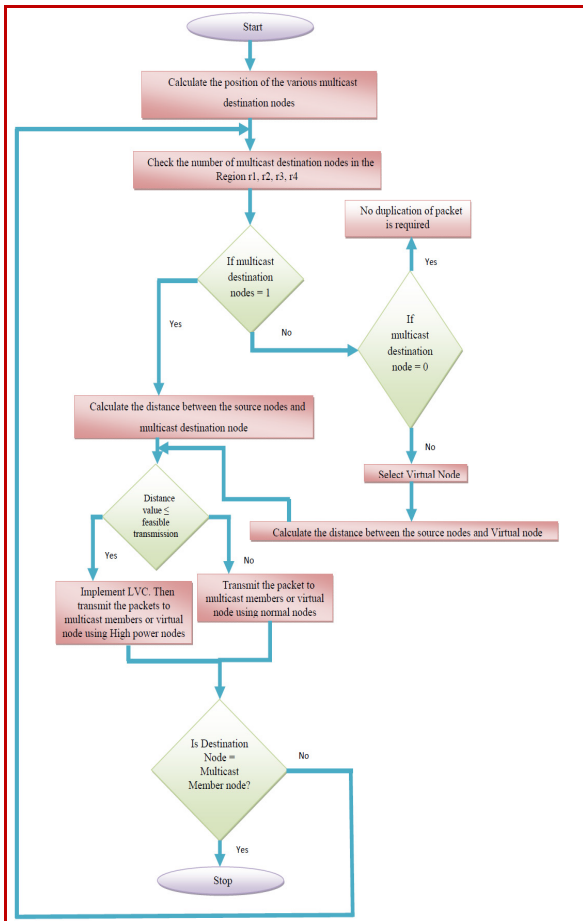 Start
Calculate the position of the various multicast
destination nodes
Check the number of multicast destination nodes in the
Region r1, r2, r3, r4
No duplication of packet
is required
Yes
If multicast
destination
nodes = 1
If
multicast
destination
node = 0
Yes
No
No
Calculate the distance between the source nodes and
multicast destination node
Select Virtual Node
Distance
value ≤
feasible
transmission
Calculate the distance between the source nodes and Virtual node
Yes
No
Implement LVC. Then
transmit the packets to
multicast members or virtual
node using High power nodes
Transmit the packet to
multicast members or virtual
node using normal nodes
Is Destination
Node =
Multicast
Member node?
No
Yes
Stop